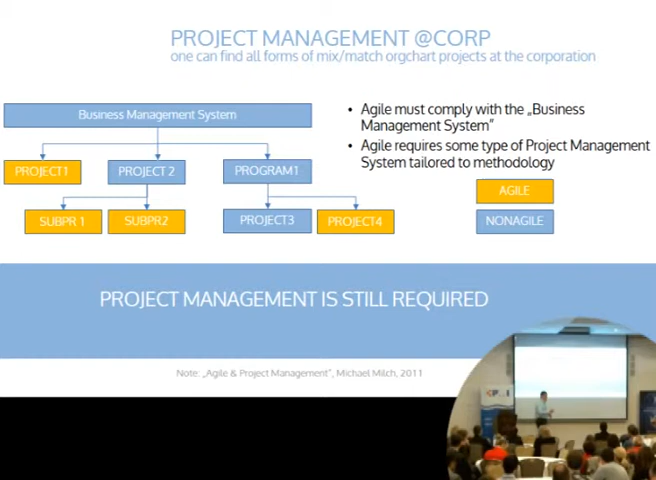 PROJECT MANAGEMENT @CORP
one can find all forms of mix/match orgchart projects at the corporation
Business Management System
PROJECT1
PROJECT 2
PROGRAM1
SUBPR 1
SUBPR2
PROJECT3
PROJECT4
• Agile must comply with the „Business
Management System”
• Agile requires some type of Project Management
System tailored to methodology
AGILE
NONAGILE
PROJECT MANAGEMENT IS STILL REQUIRED
Note: „Agile & Project Management”, Michael Milch, 2011